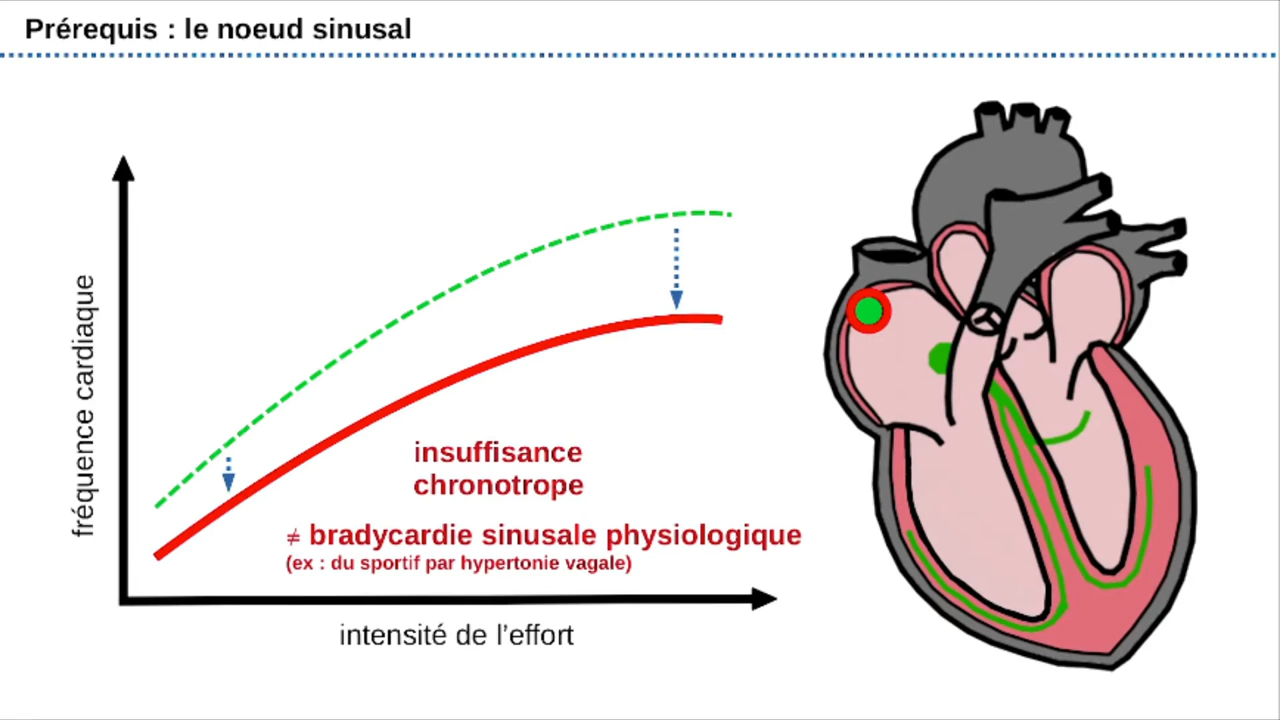 Prérequis : le noeud sinusal
fréquence cardiaque
insuffisance
chronotrope
≠ bradycardie sinusale physiologique
(ex : du sportif par hypertonie vagale)
intensité de l’effort